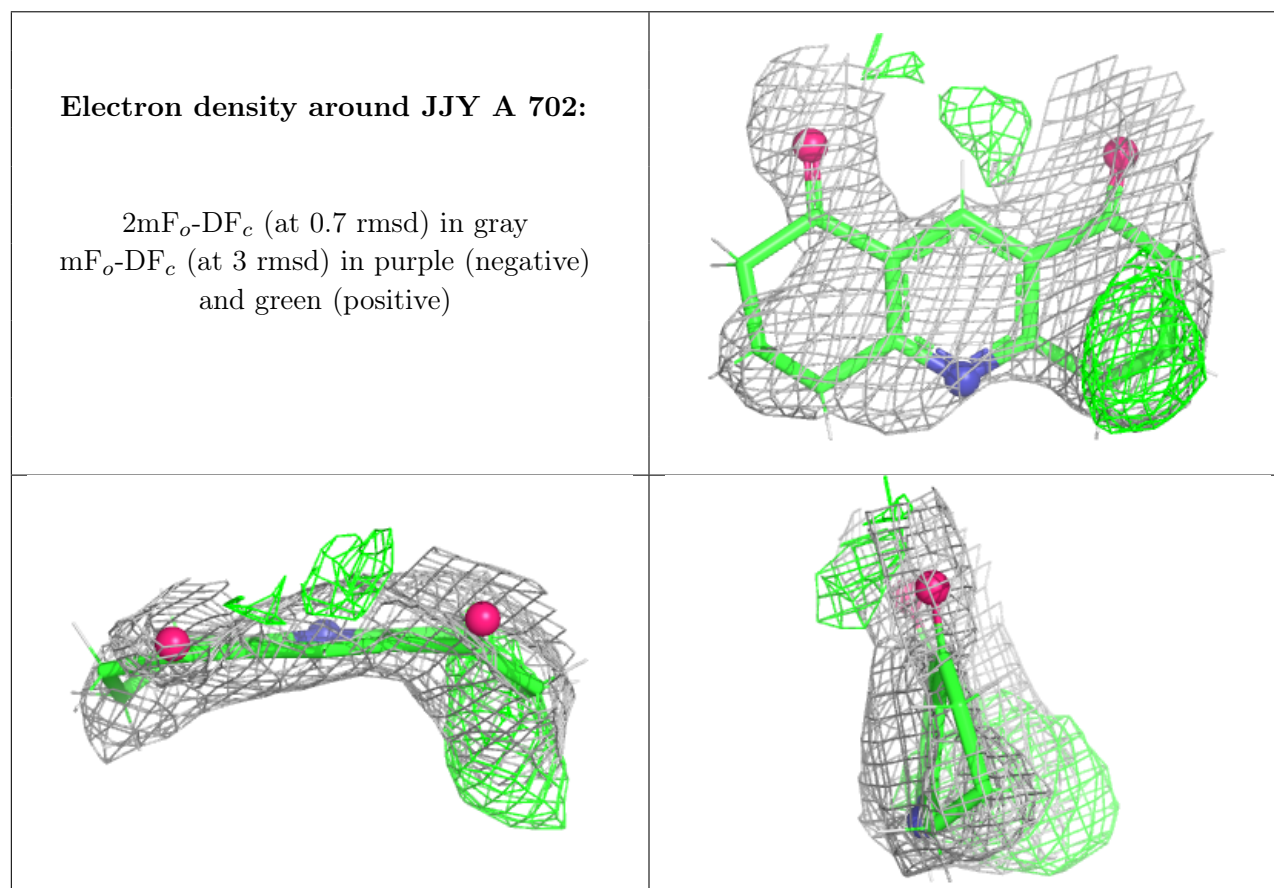 Electron density around JJY A 702:
2mFo-DFc (at 0.7 rmsd) in gray
mFo-DFc (at 3 rmsd) in purple (negative)
and green (positive)